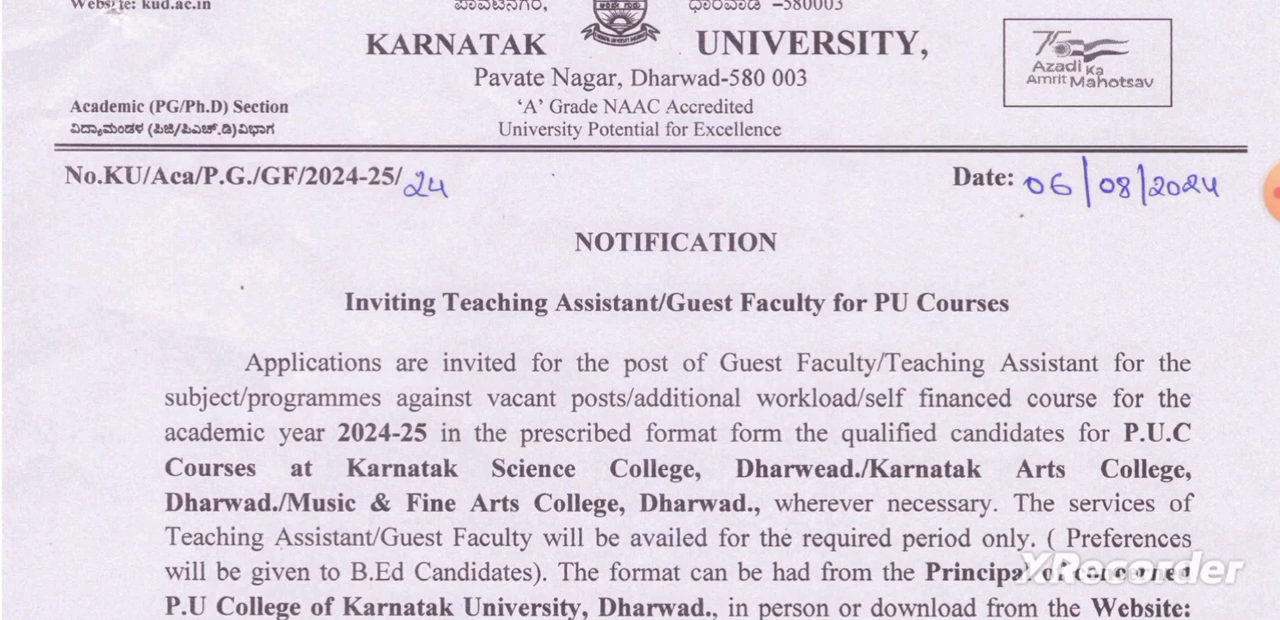 Website: kud.ac.in
ಪಾವಟೆನಗರ,
ಧಾರವಾಡ –580003
KARNATAK UNIVERSITY,
Pavate Nagar, Dharwad-580 003
'A' Grade NAAC Accredited
University Potential for Excellence
75
Azadi Ka
Amrit Mahotsav
Academic (PG/Ph.D) Section
ವಿದ್ಯಾಮಂಡಳ (ಪಿಜಿ/ಪಿಎಚ್.ಡಿ)ವಿಭಾಗ
No.KU/Aca/P.G./GF/2024-25/24
Date: 06/08/2024
NOTIFICATION
Inviting Teaching Assistant/Guest Faculty for PU Courses
Applications are invited for the post of Guest Faculty/Teaching Assistant for the
subject/programmes against vacant posts/additional workload/self financed course for the
academic year 2024-25 in the prescribed format form the qualified candidates for P.U.C
Courses at Karnatak Science College, Dharwead./Karnatak Arts College,
Dharwad./Music & Fine Arts College, Dharwad., wherever necessary. The services of
Teaching Assistant/Guest Faculty will be availed for the required period only. ( Preferences
will be given to B.Ed Candidates). The format can be had from the Principal of concerned
XRecorder
P.U College of Karnatak University, Dharwad., in person or download from the Website: